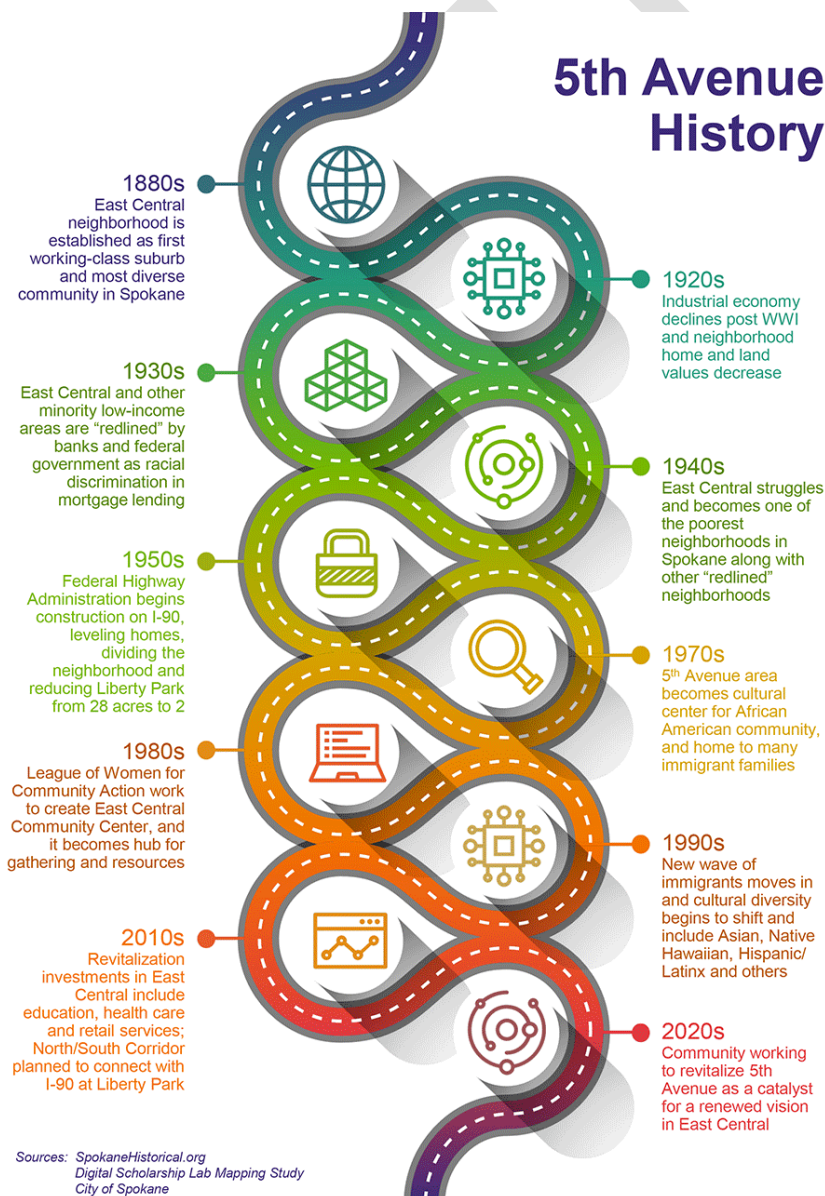 5th Avenue
History
1880s
East Central
neighborhood is
established as first
working-class suburb
and most diverse
community in Spokane
1920s
Industrial economy
declines post WWI
and neighborhood
home and land
values decrease
1930s
East Central and other
minority low-income
areas are “redlined” by
banks and federal
government as racial
discrimination in
mortgage lending
1940s
East Central struggles
and becomes one of
the poorest
neighborhoods in
Spokane along with
other “redlined”
neighborhoods
1950s
Federal Highway
Administration begins
construction on I-90,
leveling homes,
dividing the
neighborhood and
reducing Liberty Park
from 28 acres to 2
1970s
5th Avenue area
becomes cultural
center for African
American community,
and home to many
immigrant families
1980s
League of Women for
Community Action work
to create East Central
Community Center, and
it becomes hub for
gathering and resources
1990s
New wave of
immigrants moves in
and cultural diversity
begins to shift and
include Asian, Native
Hawaiian, Hispanic/
Latinx and others
2010s
Revitalization
investments in East
Central include
education, health care
and retail services;
North/South Corridor
planned to connect with
I-90 at Liberty Park
2020s
Community working
to revitalize 5th
Avenue as a catalyst
for a renewed vision
in East Central
Sources: SpokaneHistorical.org
Digital Scholarship Lab Mapping Study
City of Spokane